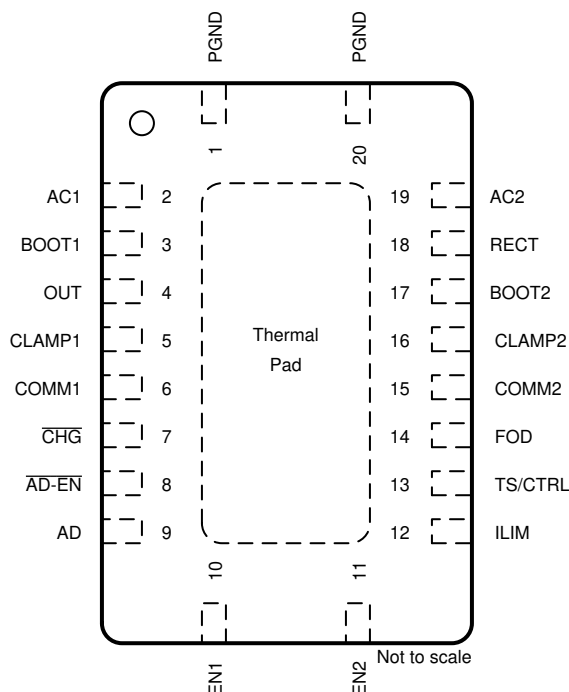 PGND PGND
1 20
AC1 2 19 AC2
BOOT1 3 18 RECT
OUT 4 17 BOOT2
CLAMP1 5 16 CLAMP2
Thermal
Pad
COMM1 6 15 COMM2
CHG 7 14 FOD
AD-EN 8 13 TS/CTRL
AD 9 12 ILIM
10 11
EN1 EN2
Not to scale